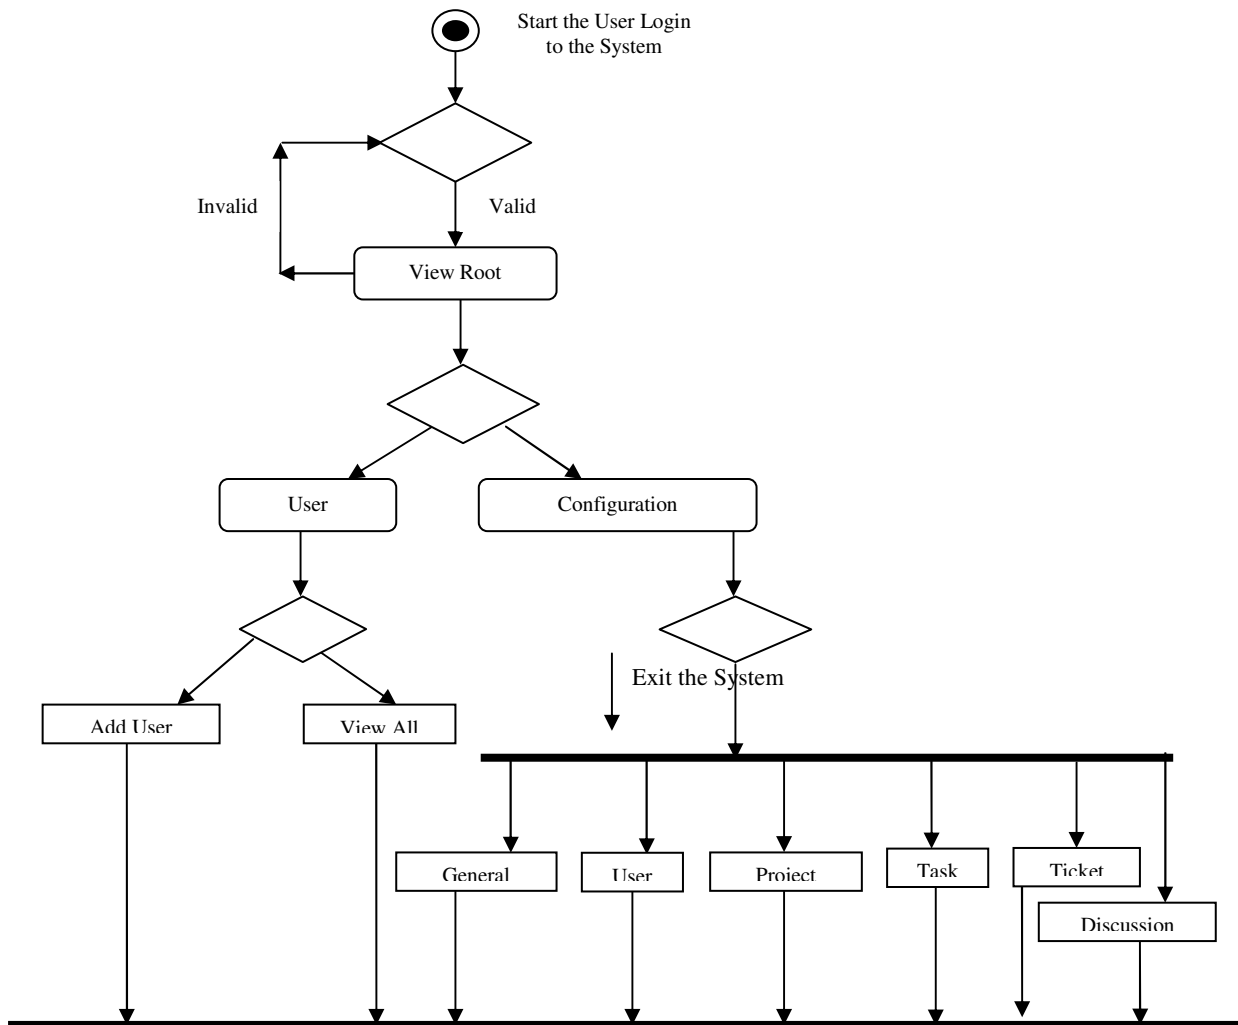 Start the User Login
to the System
Invalid
Valid
View Root
User
Configuration
Exit the System
Add User
View All
General
User
Project
Task
Ticket
Discussion